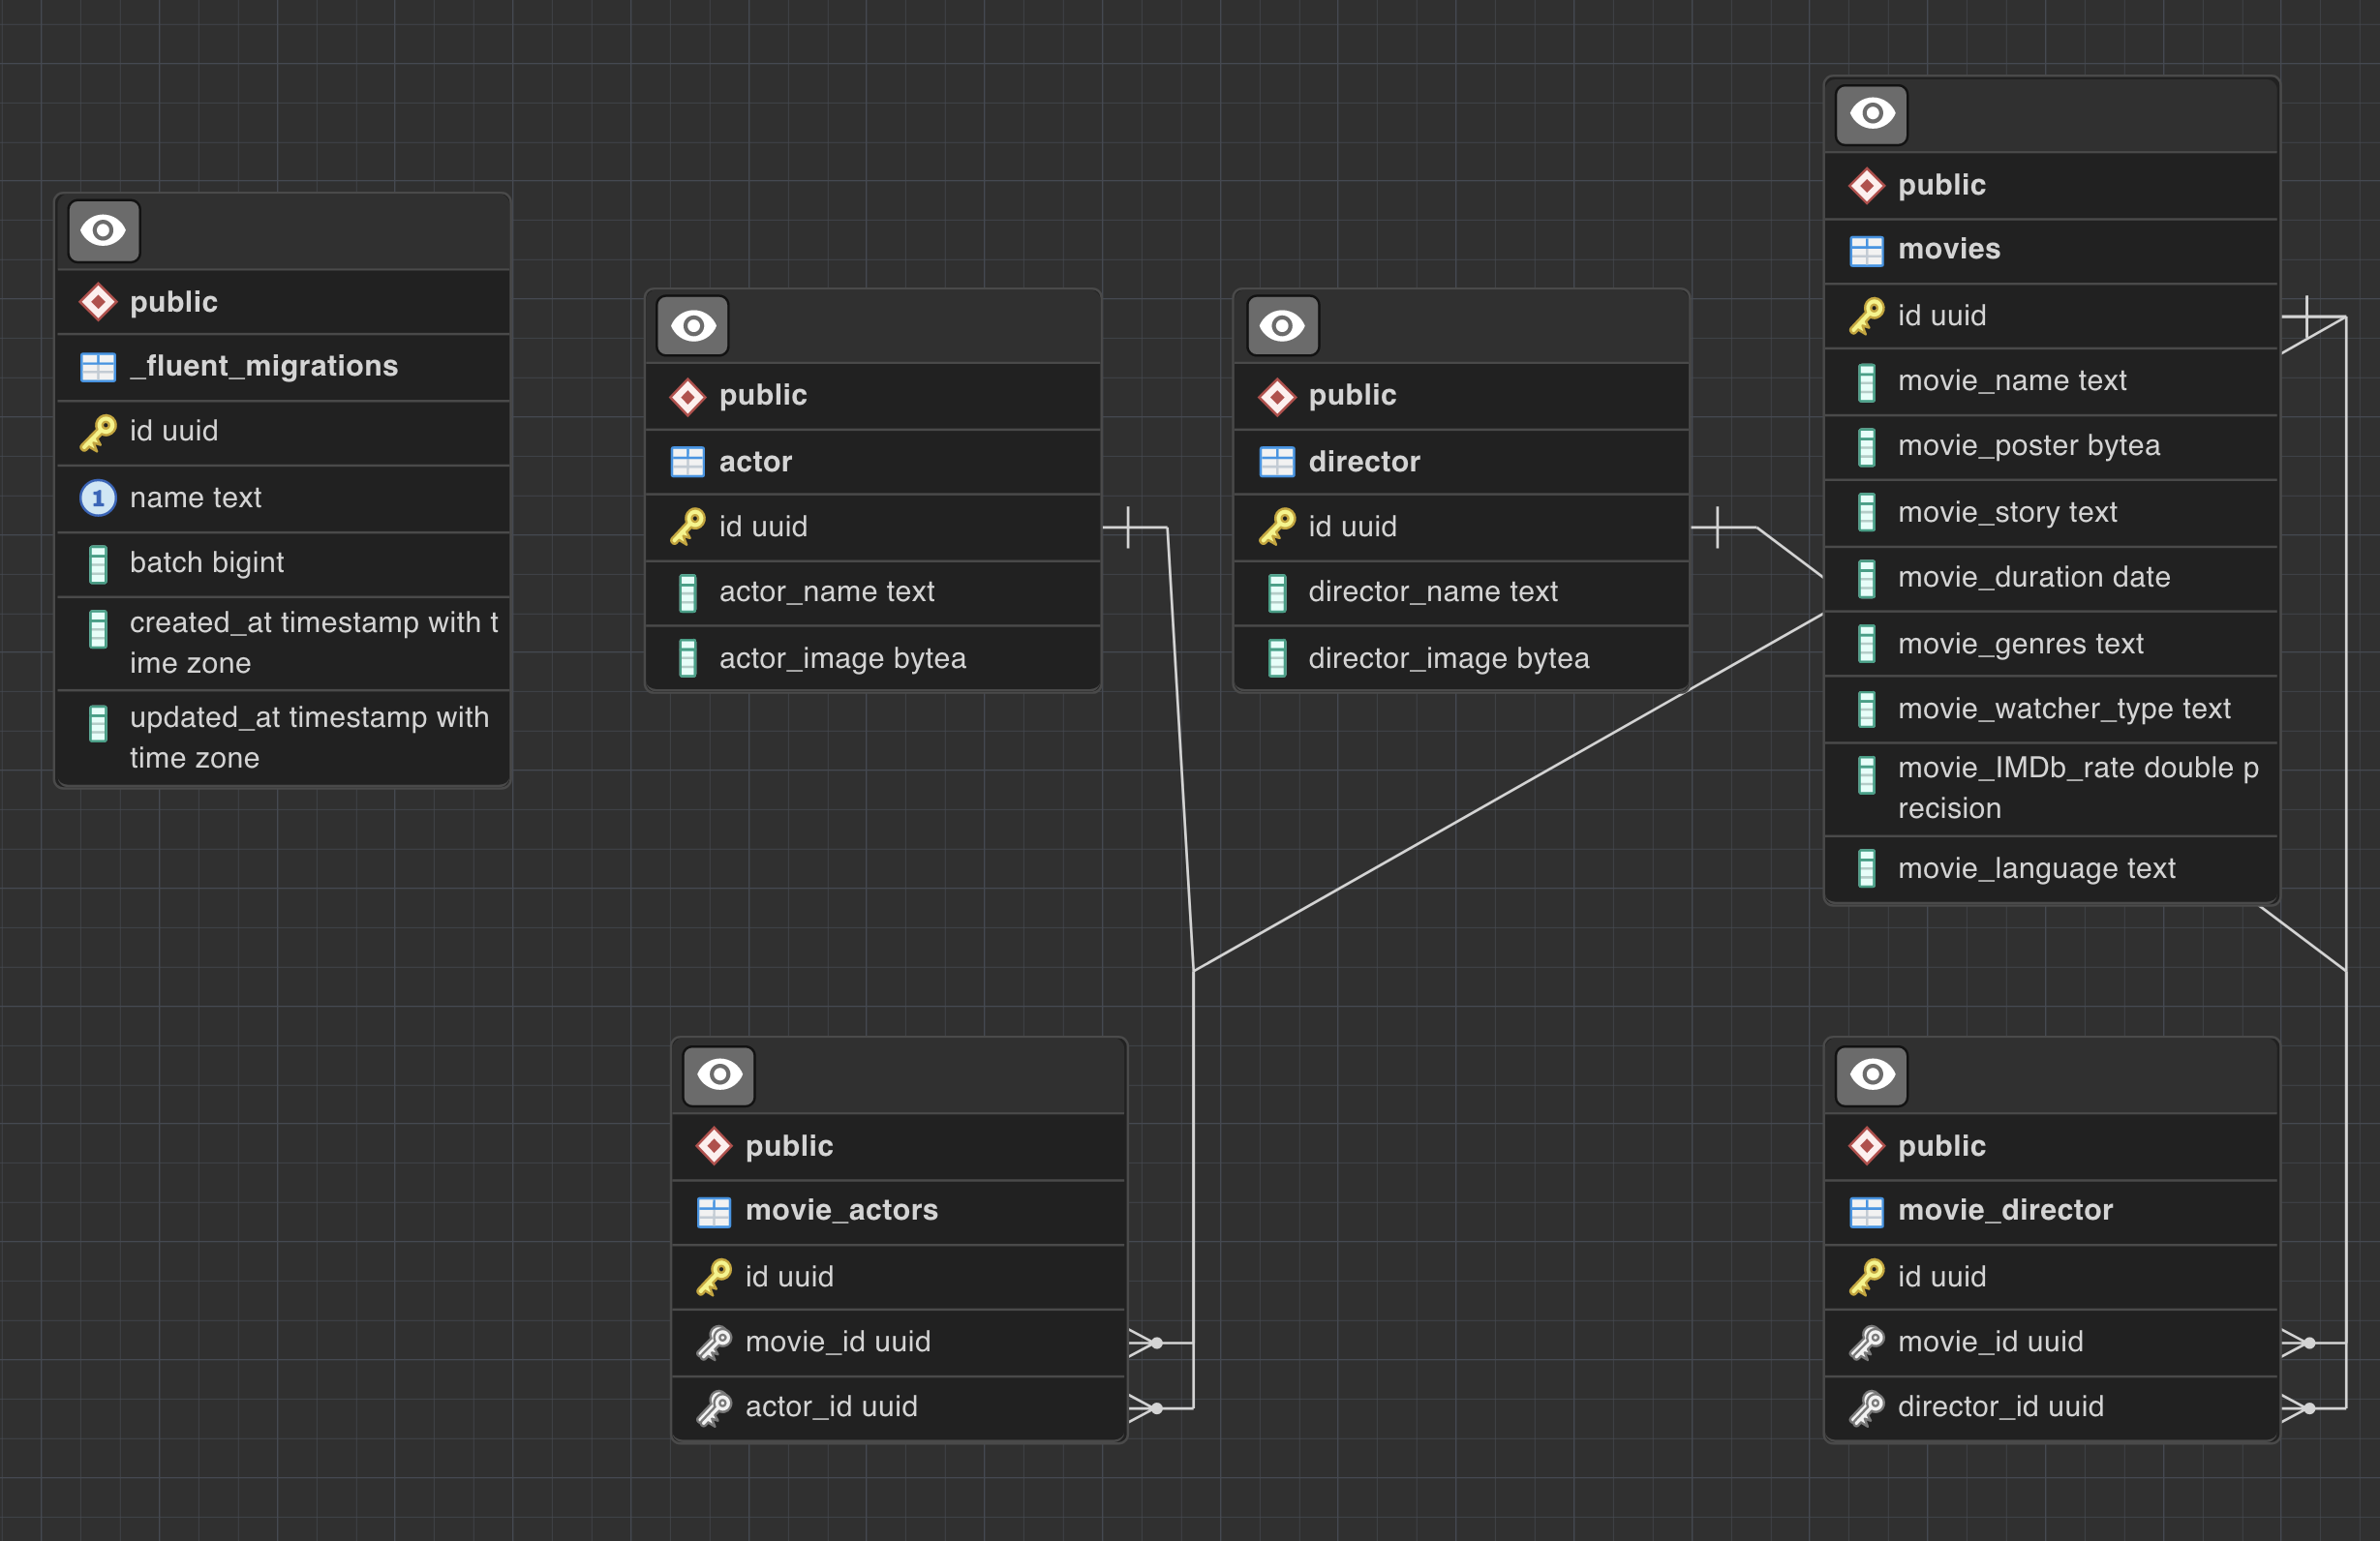 public
_fluent_migrations
id uuid
1 name text
batch bigint
created_at timestamp with t
ime zone
updated_at timestamp with
time zone
public
actor
id uuid
actor_name text
actor_image bytea
public
director
id uuid
director_name text
director_image bytea
public
movies
id uuid
movie_name text
movie_poster bytea
movie_story text
movie_duration date
movie_genres text
movie_watcher_type text
movie_IMDb_rate double p
recision
movie_language text
public
movie_actors
id uuid
movie_id uuid
actor_id uuid
public
movie_director
id uuid
movie_id uuid
director_id uuid